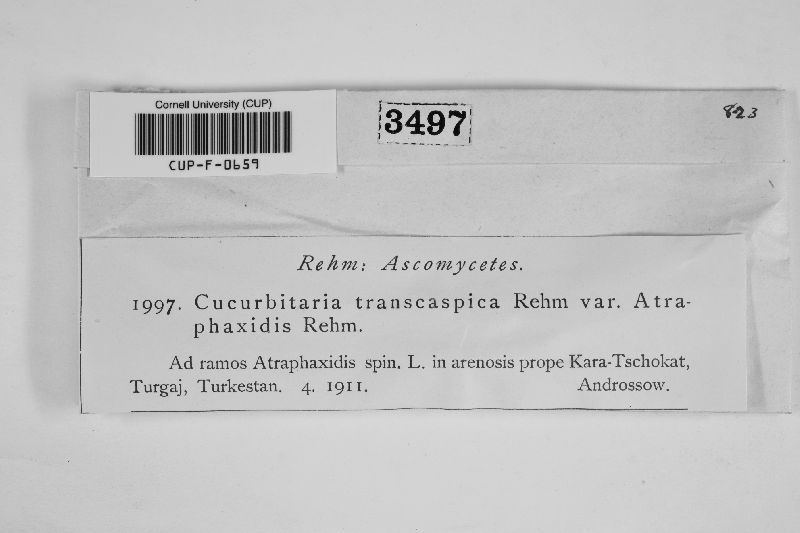 Cornell University (CUP)
CUP-F-0659
3497
823
Rehm: Ascomycetes.
1997. Cucurbitaria transcaspica Rehm var. Atra-
phaxidis Rehm.
Ad ramos Atraphaxidis spin. L. in arenosis prope Kara-Tschokat,
Turgaj, Turkestan. 4. 1911. Androssow.